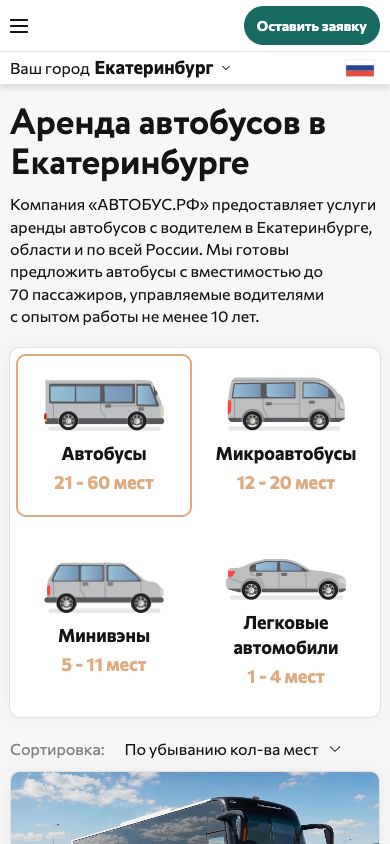 Оставить заявку
Ваш город Екатеринбург
Аренда автобусов в
Екатеринбурге
Компания «АВТОБУС.РФ» предоставляет услуги
аренды автобусов с водителем в Екатеринбурге,
области и по всей России. Мы готовы
предложить автобусы с вместимостью до
70 пассажиров, управляемые водителями
с опытом работы не менее 10 лет.
Автобусы
21 - 60 мест
Микроавтобусы
12 - 20 мест
Минивэны
5 - 11 мест
Легковые
автомобили
1 - 4 мест
Сортировка: По убыванию кол-ва мест